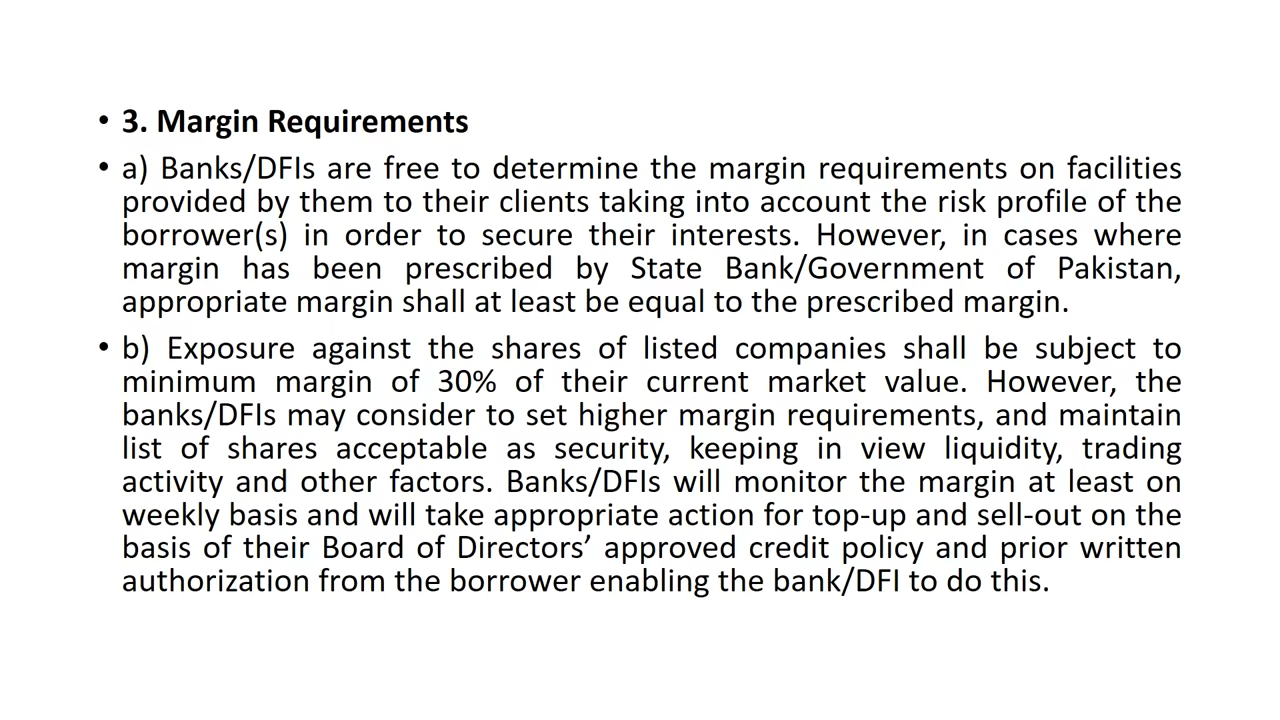 • 3. Margin Requirements
• a) Banks/DFIs are free to determine the margin requirements on facilities
provided by them to their clients taking into account the risk profile of the
borrower(s) in order to secure their interests. However, in cases where
margin has been prescribed by State Bank/Government of Pakistan,
appropriate margin shall at least be equal to the prescribed margin.
• b) Exposure against the shares of listed companies shall be subject to
minimum margin of 30% of their current market value. However, the
banks/DFIs may consider to set higher margin requirements, and maintain
list of shares acceptable as security, keeping in view liquidity, trading
activity and other factors. Banks/DFIs will monitor the margin at least on
weekly basis and will take appropriate action for top-up and sell-out on the
basis of their Board of Directors’ approved credit policy and prior written
authorization from the borrower enabling the bank/DFI to do this.